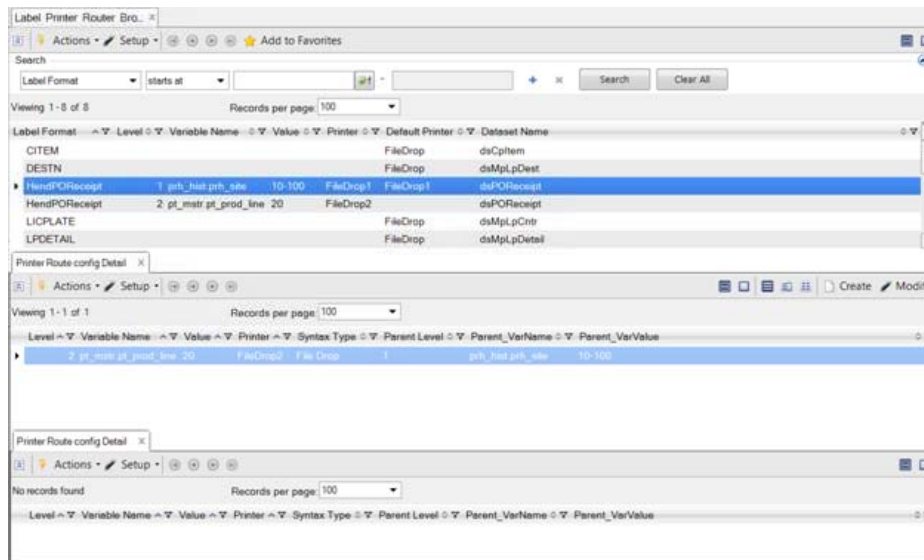 Label Printer Router Bro...
Actions Setup Add to Favorites
Search
Label Format starts at - Search Clear All
Viewing 1-8 of 8 Records per page: 100
Label Format Level Variable Name Value Printer Default Printer Dataset Name
CITEM FileDrop dsCpItem
DESTN FileDrop dsMpLpDest
HendPOReceipt 1 prh_hist.prh_site 10-100 FileDrop1 FileDrop1 dsPOReceipt
HendPOReceipt 2 pt_mstr.pt_prod_line 20 FileDrop2 dsPOReceipt
LICPLATE FileDrop dsMpLpCntr
LPDETAIL FileDrop dsMpLpDetail
Printer Route config Detail
Actions Setup Create Modif
Viewing 1-1 of 1 Records per page: 100
Level Variable Name Value Printer Syntax Type Parent Level Parent_VarName Parent_VarValue
2 pt_mstr.pt_prod_line 20 FileDrop2 File Drop 1 prh_hist.prh_site 10-100
Printer Route config Detail
Actions Setup
No records found Records per page: 100
Level Variable Name Value Printer Syntax Type Parent Level Parent_VarName Parent_VarValue